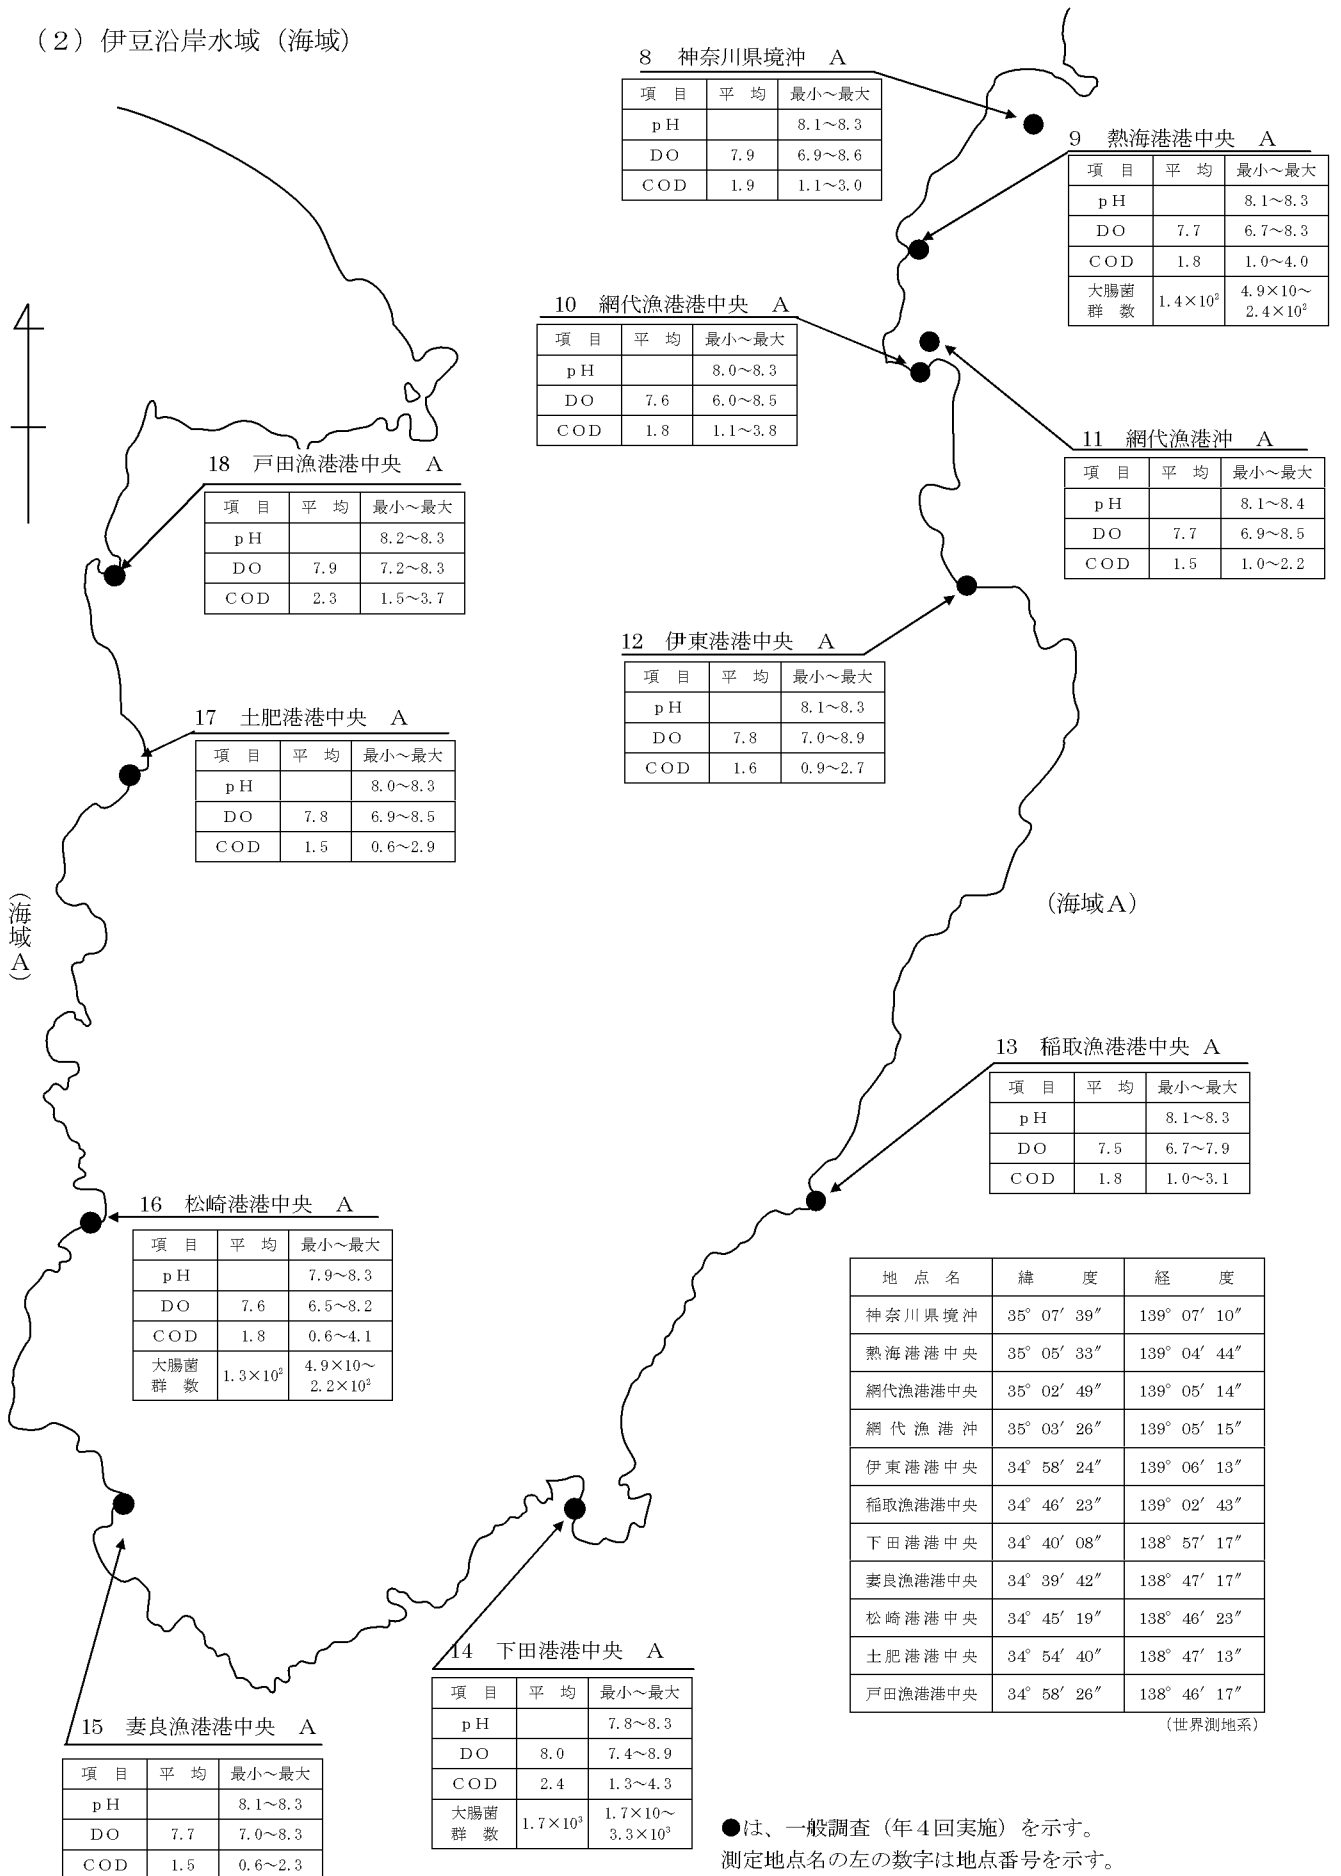 （２）伊豆沿岸水域（海域）
8　神奈川県境沖　A
項　目　平　均　最小～最大
pH　8.1～8.3
DO　7.9　6.9～8.6
COD　1.9　1.1～3.0
9　熱海港港中央　A
項　目　平　均　最小～最大
pH　8.1～8.3
DO　7.7　6.7～8.3
COD　1.8　1.0～4.0
大腸菌群　数　1.4×10²　4.9×10～2.4×10²
10　網代漁港港中央　A
項　目　平　均　最小～最大
pH　8.0～8.3
DO　7.6　6.0～8.5
COD　1.8　1.1～3.8
11　網代漁港沖　A
項　目　平　均　最小～最大
pH　8.1～8.4
DO　7.7　6.9～8.5
COD　1.5　1.0～2.2
18　戸田漁港港中央　A
項　目　平　均　最小～最大
pH　8.2～8.3
DO　7.9　7.2～8.3
COD　2.3　1.5～3.7
12　伊東港港中央　A
項　目　平　均　最小～最大
pH　8.1～8.3
DO　7.8　7.0～8.9
COD　1.6　0.9～2.7
17　土肥港港中央　A
項　目　平　均　最小～最大
pH　8.0～8.3
DO　7.8　6.9～8.5
COD　1.5　0.6～2.9
（海域A）
（海域A）
13　稲取漁港港中央　A
項　目　平　均　最小～最大
pH　8.1～8.3
DO　7.5　6.7～7.9
COD　1.8　1.0～3.1
16　松崎港港中央　A
項　目　平　均　最小～最大
pH　7.9～8.3
DO　7.6　6.5～8.2
COD　1.8　0.6～4.1
大腸菌群　数　1.3×10²　4.9×10～2.2×10²
地　点　名　緯　度　経　度
神奈川県境沖　35° 07′ 39″　139° 07′ 10″
熱海港港中央　35° 05′ 33″　139° 04′ 44″
網代漁港港中央　35° 02′ 49″　139° 05′ 14″
網代漁港沖　35° 03′ 26″　139° 05′ 15″
伊東港港中央　34° 58′ 24″　139° 06′ 13″
稲取漁港港中央　34° 46′ 23″　139° 02′ 43″
下田港港中央　34° 40′ 08″　138° 57′ 17″
妻良漁港港中央　34° 39′ 42″　138° 47′ 17″
松崎港港中央　34° 45′ 19″　138° 46′ 23″
土肥港港中央　34° 54′ 40″　138° 47′ 13″
戸田漁港港中央　34° 58′ 26″　138° 46′ 17″
（世界測地系）
14　下田港港中央　A
項　目　平　均　最小～最大
pH　7.8～8.3
DO　8.0　7.4～8.9
COD　2.4　1.3～4.3
大腸菌群　数　1.7×10³　1.7×10～3.3×10³
15　妻良漁港港中央　A
項　目　平　均　最小～最大
pH　8.1～8.3
DO　7.7　7.0～8.3
COD　1.5　0.6～2.3
●は、一般調査（年４回実施）を示す。
測定地点名の左の数字は地点番号を示す。